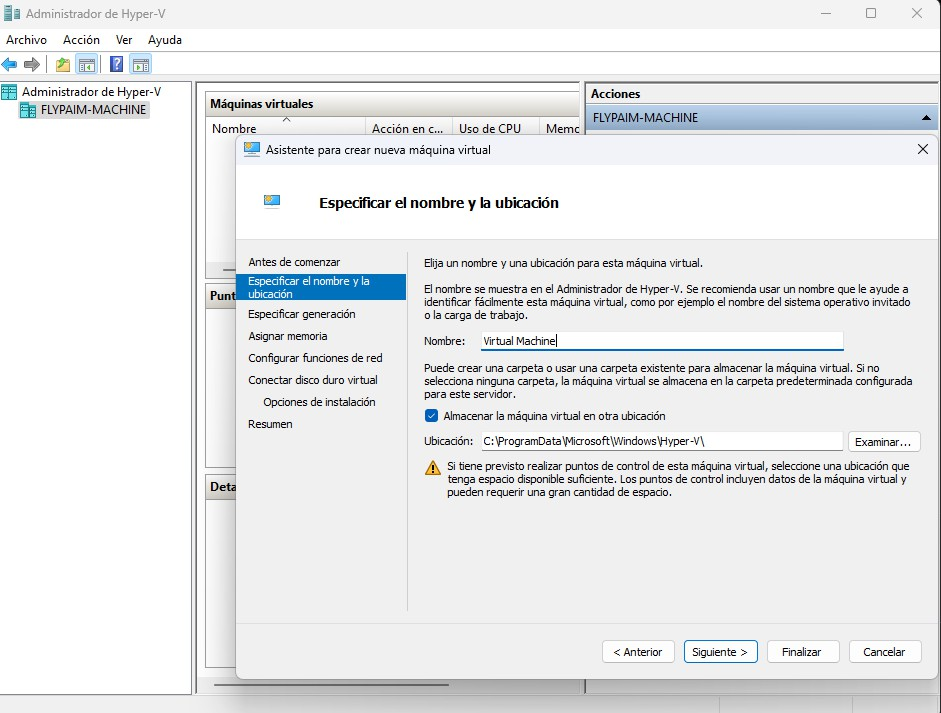 Administrador de Hyper-V
Archivo Acción Ver Ayuda
Administrador de Hyper-V
FLYPAIM-MACHINE
Máquinas virtuales
Nombre Acción en c... Uso de CPU Memo
Acciones
FLYPAIM-MACHINE
Punt
Deta
Asistente para crear nueva máquina virtual
Especificar el nombre y la ubicación
Antes de comenzar
Especificar el nombre y la
ubicación
Especificar generación
Asignar memoria
Configurar funciones de red
Conectar disco duro virtual
Opciones de instalación
Resumen
Elija un nombre y una ubicación para esta máquina virtual.
El nombre se muestra en el Administrador de Hyper-V. Se recomienda usar un nombre que le ayude a
identificar fácilmente esta máquina virtual, como por ejemplo el nombre del sistema operativo invitado
o la carga de trabajo.
Nombre: Virtual Machine
Puede crear una carpeta o usar una carpeta existente para almacenar la máquina virtual. Si no
selecciona ninguna carpeta, la máquina virtual se almacena en la carpeta predeterminada configurada
para este servidor.
Almacenar la máquina virtual en otra ubicación
Ubicación: C:\ProgramData\Microsoft\Windows\Hyper-V\ Examinar...
Si tiene previsto realizar puntos de control de esta máquina virtual, seleccione una ubicación que
tenga espacio disponible suficiente. Los puntos de control incluyen datos de la máquina virtual y
pueden requerir una gran cantidad de espacio.
< Anterior Siguiente > Finalizar Cancelar